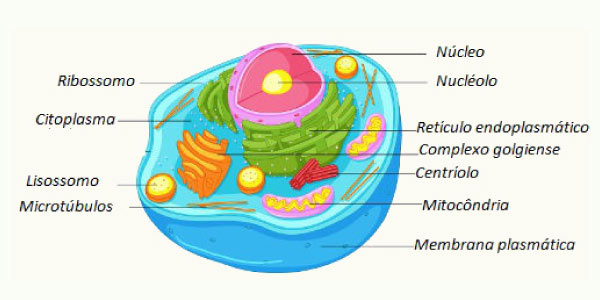 Núcleo
Ribossomo
Nucléolo
Citoplasma
Retículo endoplasmático
Complexo golgiense
Centríolo
Lisossomo
Microtúbulos
Mitocôndria
Membrana plasmática